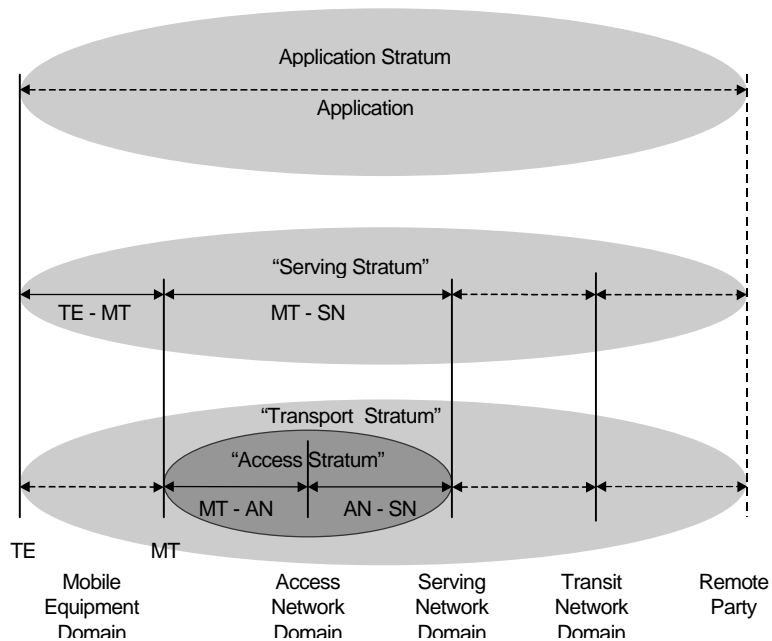 Application Stratum
Application
“Serving Stratum”
TE - MT
MT - SN
“Transport Stratum”
“Access Stratum”
MT - AN
AN - SN
TE
MT
Mobile
Equipment
Domain
Access
Network
Domain
Serving
Network
Domain
Transit
Network
Domain
Remote
Party